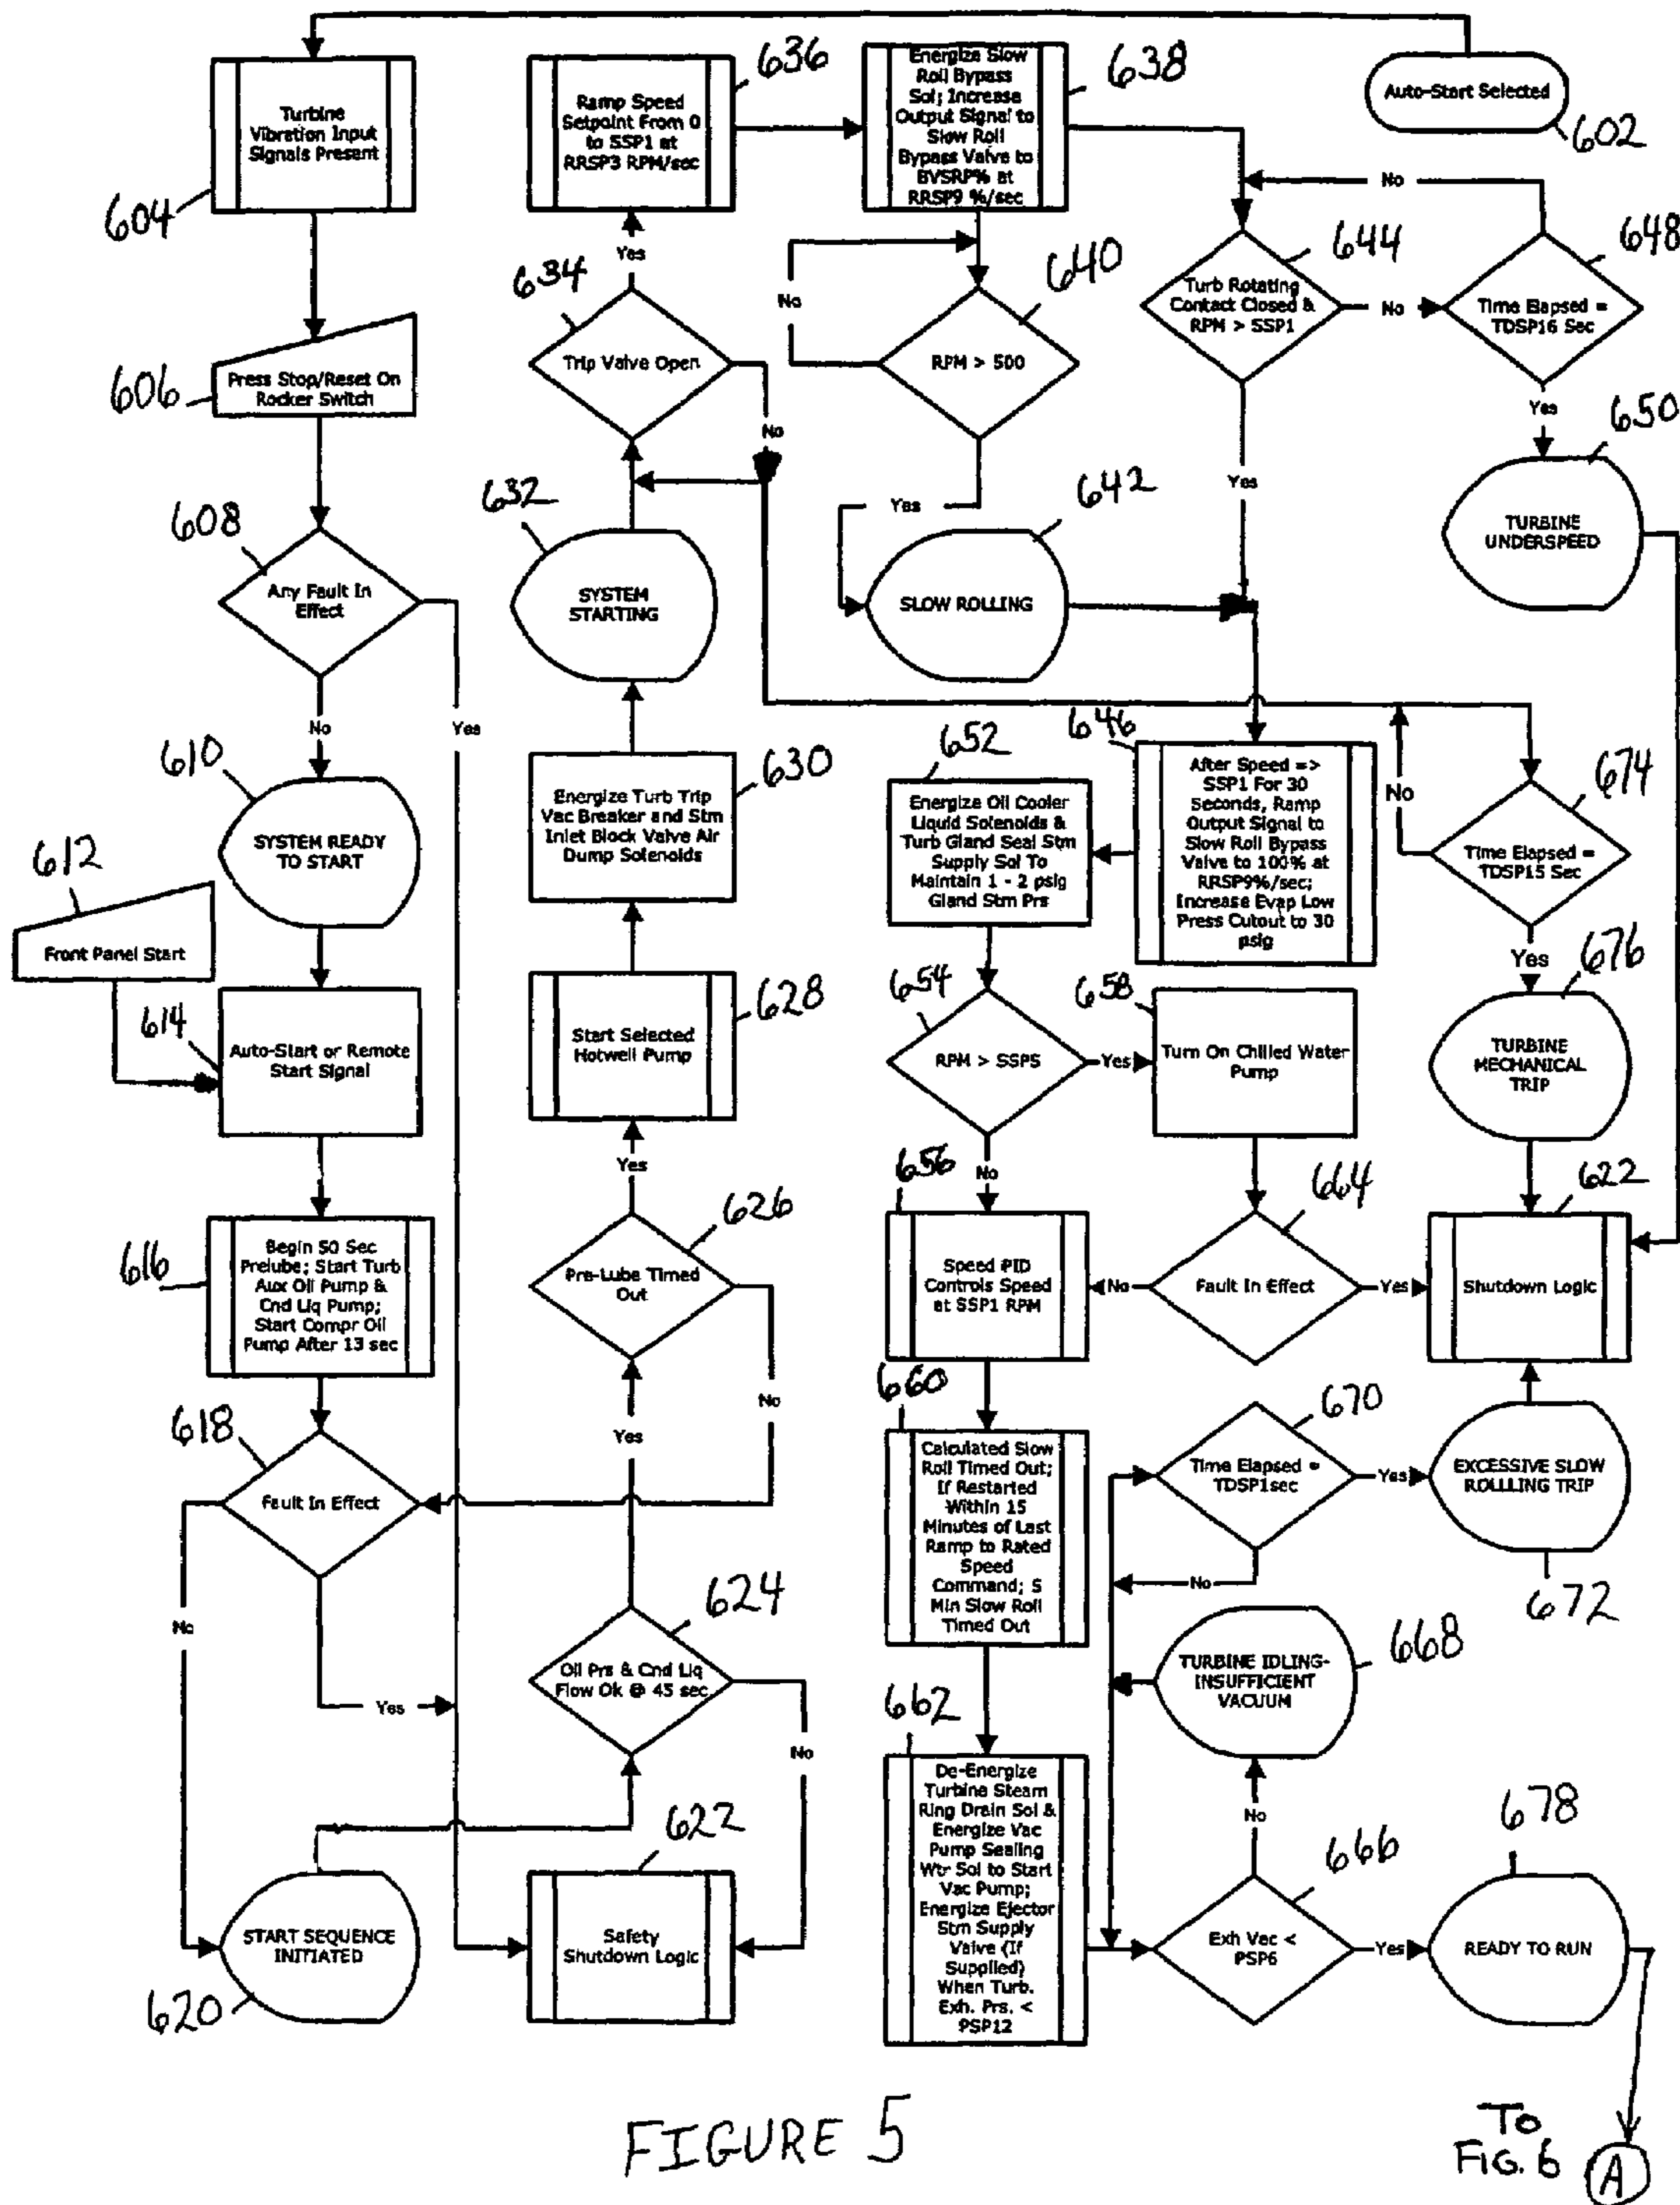 Auto-Start Selected
602
Turbine
Vibration Input
Signals Present
604
Press Stop/Reset On
Rocker Switch
606
Any Fault In
Effect
608
No
Yes
SYSTEM READY
TO START
610
Front Panel Start
612
Auto-Start or Remote
Start Signal
614
Begin 50 Sec
Prelube; Start Turb
Aux Oil Pump &
Cnd Liq Pump;
Start Compr Oil
Pump After 13 sec
616
Fault In Effect
618
No
Yes
START SEQUENCE
INITIATED
620
Safety
Shutdown Logic
622
Oil Prs & Cnd Liq
Flow Ok @ 45 sec
624
Yes
No
Pre-Lube Timed
Out
626
Yes
No
Start Selected
Hotwell Pump
628
Energize Turb Trip
Vac Breaker and Stm
Inlet Block Valve Air
Dump Solenoids
630
SYSTEM
STARTING
632
Trip Valve Open
634
Yes
No
Ramp Speed
Setpoint From 0
to SSP1 at
RRSP3 RPM/sec
636
Energize Slow
Roll Bypass
Sol; Increase
Output Signal to
Slow Roll
Bypass Valve to
BVSRP% at
RRSP9 %/sec
638
RPM > 500
640
No
Yes
SLOW ROLLING
642
Turb Rotating
Contact Closed &
RPM > SSP1
644
No
Yes
Time Elapsed =
TDSP16 Sec
648
No
Yes
TURBINE
UNDERSPEED
650
After Speed =>
SSP1 For 30
Seconds, Ramp
Output Signal to
Slow Roll Bypass
Valve to 100% at
RRSP9%/sec;
Increase Evap Low
Press Cutout to 30
psig
646
Energize Oil Cooler
Liquid Solenoids &
Turb Gland Seal Stm
Supply Sol To
Maintain 1 - 2 psig
Gland Stm Prs
652
RPM > SSP5
654
Yes
No
Turn On Chilled Water
Pump
658
Speed PID
Controls Speed
at SSP1 RPM
656
Fault In Effect
664
No
Yes
Shutdown Logic
622
Time Elapsed =
TDSP15 Sec
674
No
Yes
TURBINE
MECHANICAL
TRIP
676
Calculated Slow
Roll Timed Out;
If Restarted
Within 15
Minutes of Last
Ramp to Rated
Speed
Command; 5
Min Slow Roll
Timed Out
660
Time Elapsed =
TDSP1sec
670
Yes
No
EXCESSIVE SLOW
ROLLLING TRIP
672
TURBINE IDLING-
INSUFFICIENT
VACUUM
668
De-Energize
Turbine Steam
Ring Drain Sol &
Energize Vac
Pump Sealing
Wtr Sol to Start
Vac Pump;
Energize Ejector
Stm Supply
Valve (If
Supplied)
When Turb.
Exh. Prs. <
PSP12
662
Exh Vac <
PSP6
666
No
Yes
READY TO RUN
678
FIGURE 5
TO
FIG. 6
A